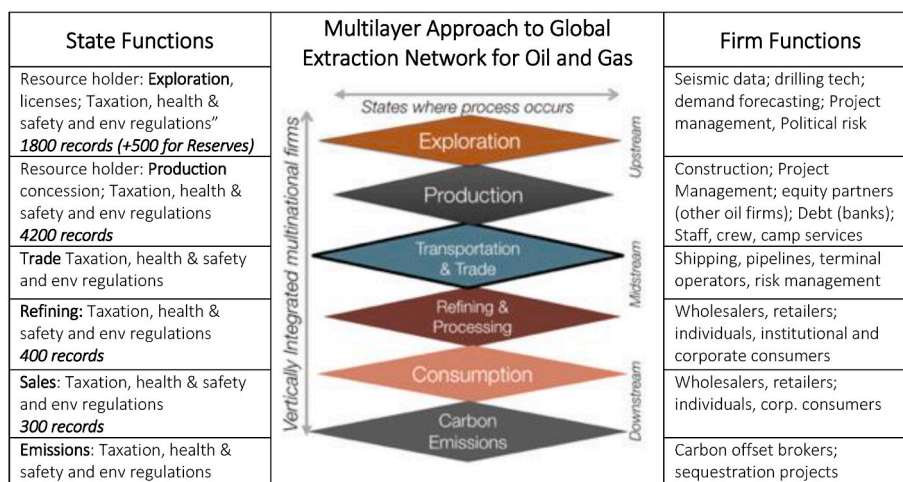 State Functions
Multilayer Approach to Global
Extraction Network for Oil and Gas
Firm Functions
Resource holder: Exploration,
licenses; Taxation, health &
safety and env regulations”
1800 records (+500 for Reserves)
Resource holder: Production
concession; Taxation, health &
safety and env regulations
4200 records
Trade Taxation, health & safety
and env regulations
Refining: Taxation, health &
safety and env regulations
400 records
Sales: Taxation, health & safety
and env regulations
300 records
Emissions: Taxation, health &
safety and env regulations
States where process occurs
Vertically Integrated multinational firms
Exploration
Production
Transportation
& Trade
Refining &
Processing
Consumption
Carbon
Emissions
Upstream
Midstream
Downstream
Seismic data; drilling tech;
demand forecasting; Project
management, Political risk
Construction; Project
Management; equity partners
(other oil firms); Debt (banks);
Staff, crew, camp services
Shipping, pipelines, terminal
operators, risk management
Wholesalers, retailers;
individuals, institutional and
corporate consumers
Wholesalers, retailers;
individuals, corp. consumers
Carbon offset brokers;
sequestration projects